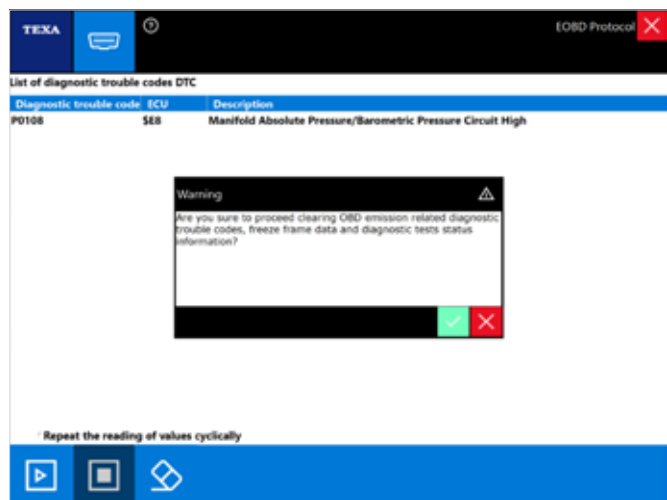 TEXA
EOBD Protocol
List of diagnostic trouble codes DTC
Diagnostic trouble code ECU Description
P0108 $E8 Manifold Absolute Pressure/Barometric Pressure Circuit High
Warning
Are you sure to proceed clearing OBD emission related diagnostic
trouble codes, freeze frame data and diagnostic tests status
information?
Repeat the reading of values cyclically